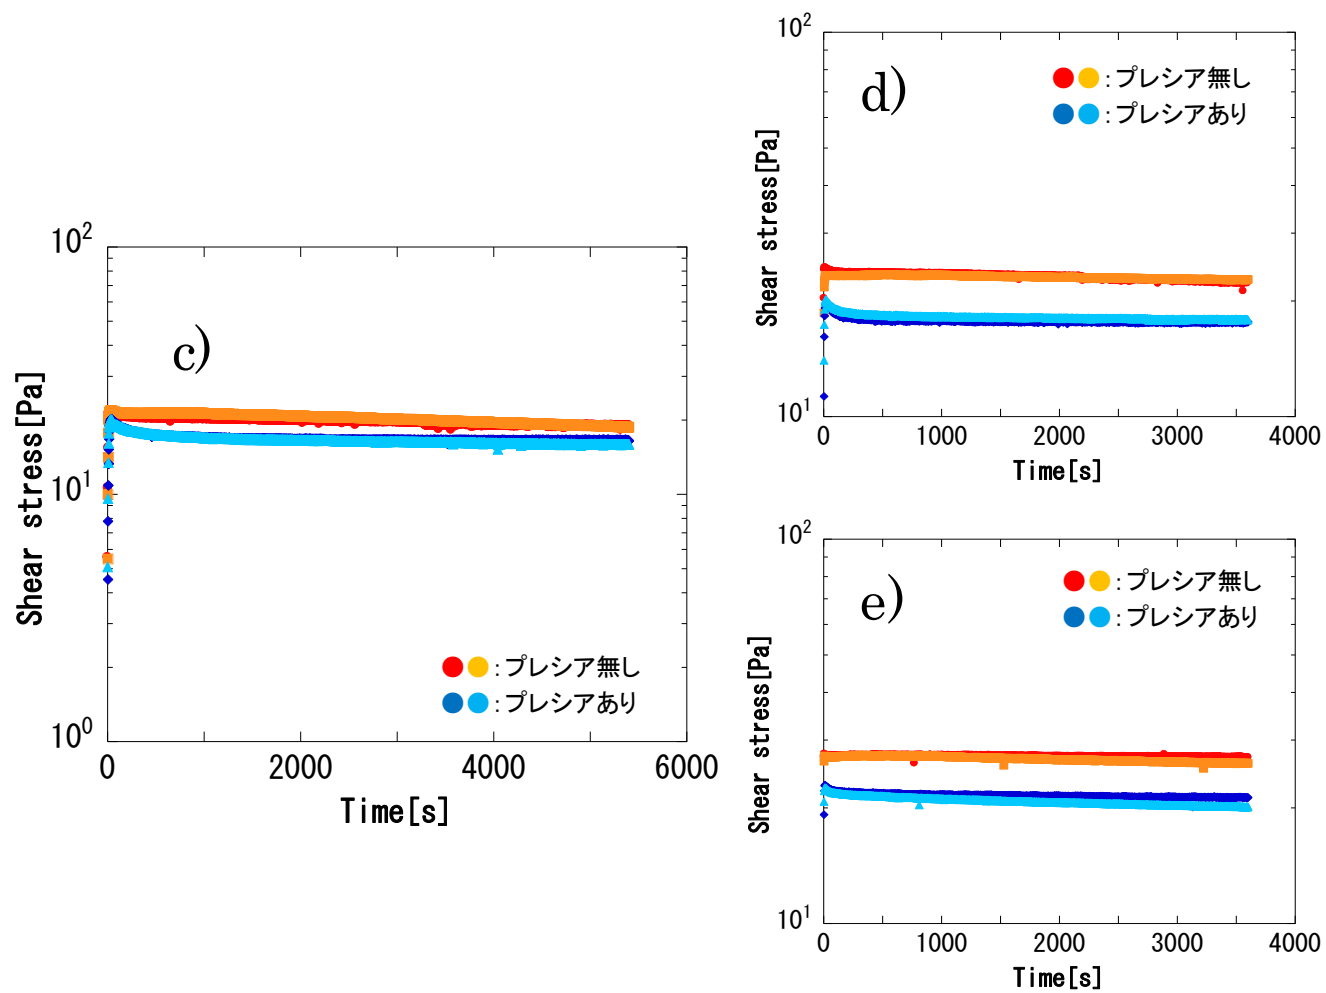 c)
Shear stress[Pa]
10²
10¹
10⁰
0 2000 4000 6000
Time[s]
:プレシア無し
:プレシアあり
d)
Shear stress[Pa]
10²
10¹
0 1000 2000 3000 4000
Time[s]
:プレシア無し
:プレシアあり
e)
Shear stress[Pa]
10²
10¹
0 1000 2000 3000 4000
Time[s]
:プレシア無し
:プレシアあり